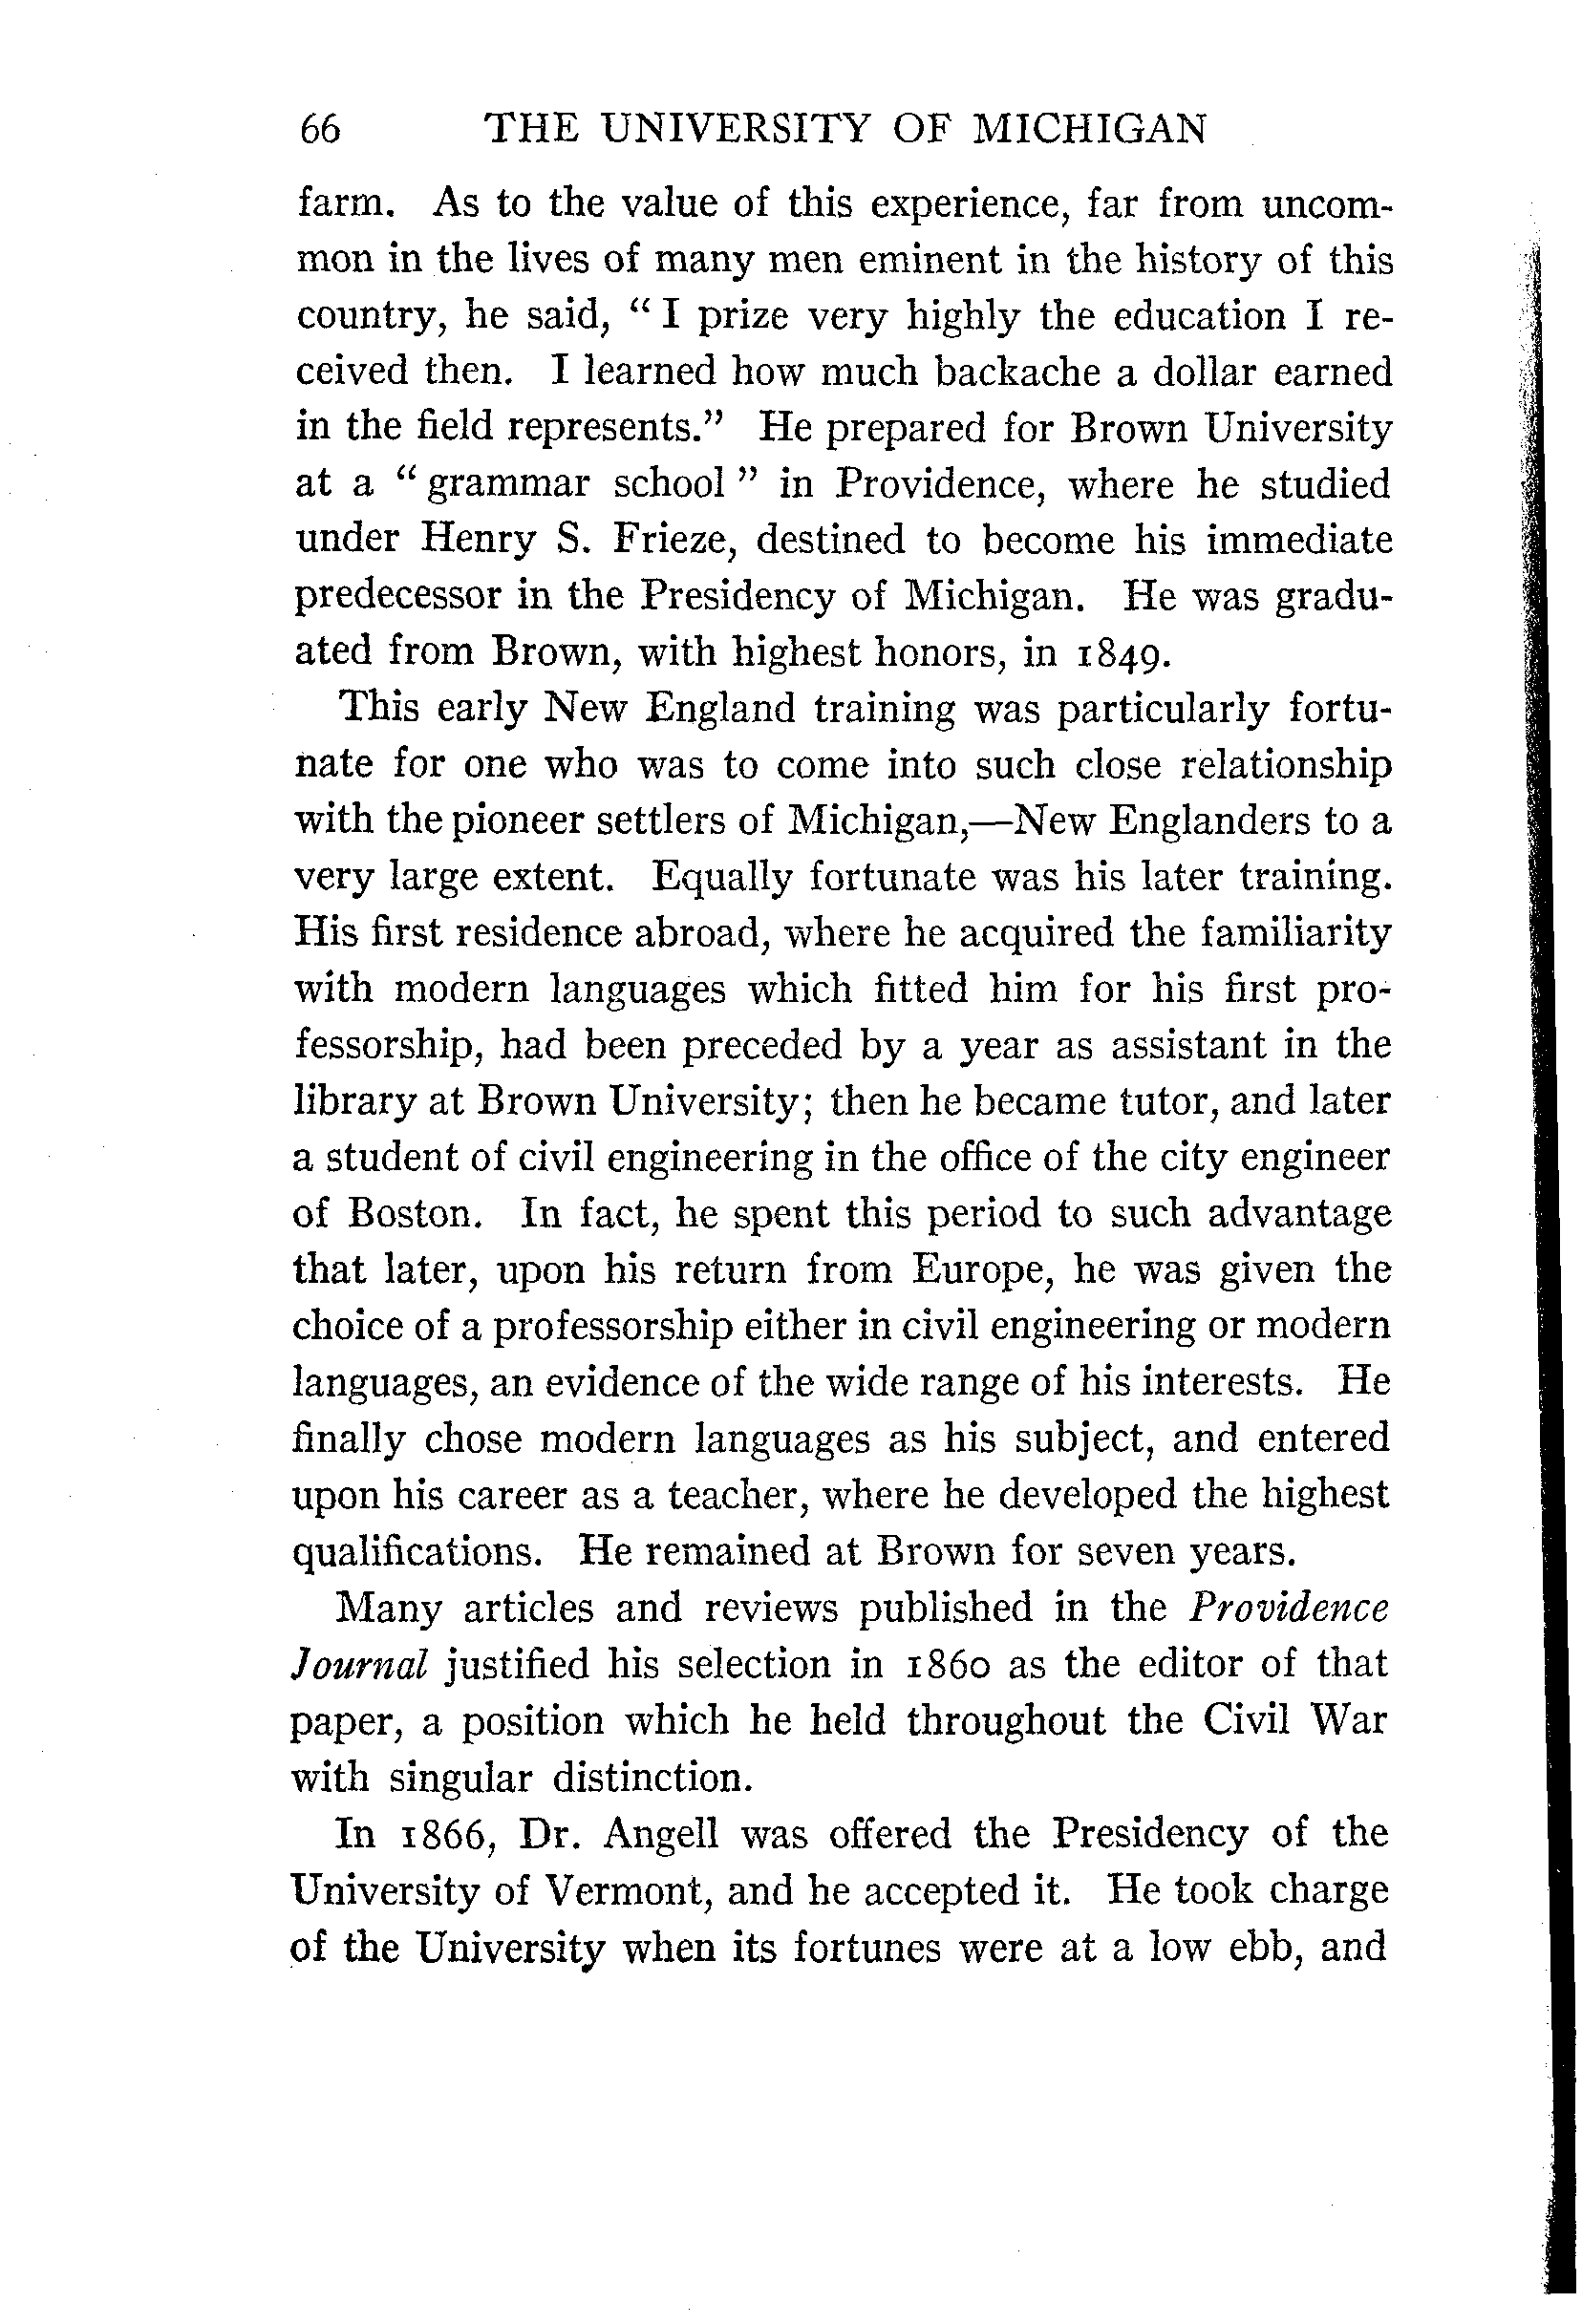 66 THE UNIVERSITY OF MICHIGAN
farm. As to the value of this experience, far from uncom-
mon in the lives of many men eminent in the history of this
country, he said, “ I prize very highly the education I re-
ceived then. I learned how much backache a dollar earned
in the field represents.” He prepared for Brown University
at a “ grammar school ” in Providence, where he studied
under Henry S. Frieze, destined to become his immediate
predecessor in the Presidency of Michigan. He was gradu-
ated from Brown, with highest honors, in 1849.
This early New England training was particularly fortu-
nate for one who was to come into such close relationship
with the pioneer settlers of Michigan,—New Englanders to a
very large extent. Equally fortunate was his later training.
His first residence abroad, where he acquired the familiarity
with modern languages which fitted him for his first pro-
fessorship, had been preceded by a year as assistant in the
library at Brown University; then he became tutor, and later
a student of civil engineering in the office of the city engineer
of Boston. In fact, he spent this period to such advantage
that later, upon his return from Europe, he was given the
choice of a professorship either in civil engineering or modern
languages, an evidence of the wide range of his interests. He
finally chose modern languages as his subject, and entered
upon his career as a teacher, where he developed the highest
qualifications. He remained at Brown for seven years.
Many articles and reviews published in the Providence
Journal justified his selection in 1860 as the editor of that
paper, a position which he held throughout the Civil War
with singular distinction.
In 1866, Dr. Angell was offered the Presidency of the
University of Vermont, and he accepted it. He took charge
of the University when its fortunes were at a low ebb, and